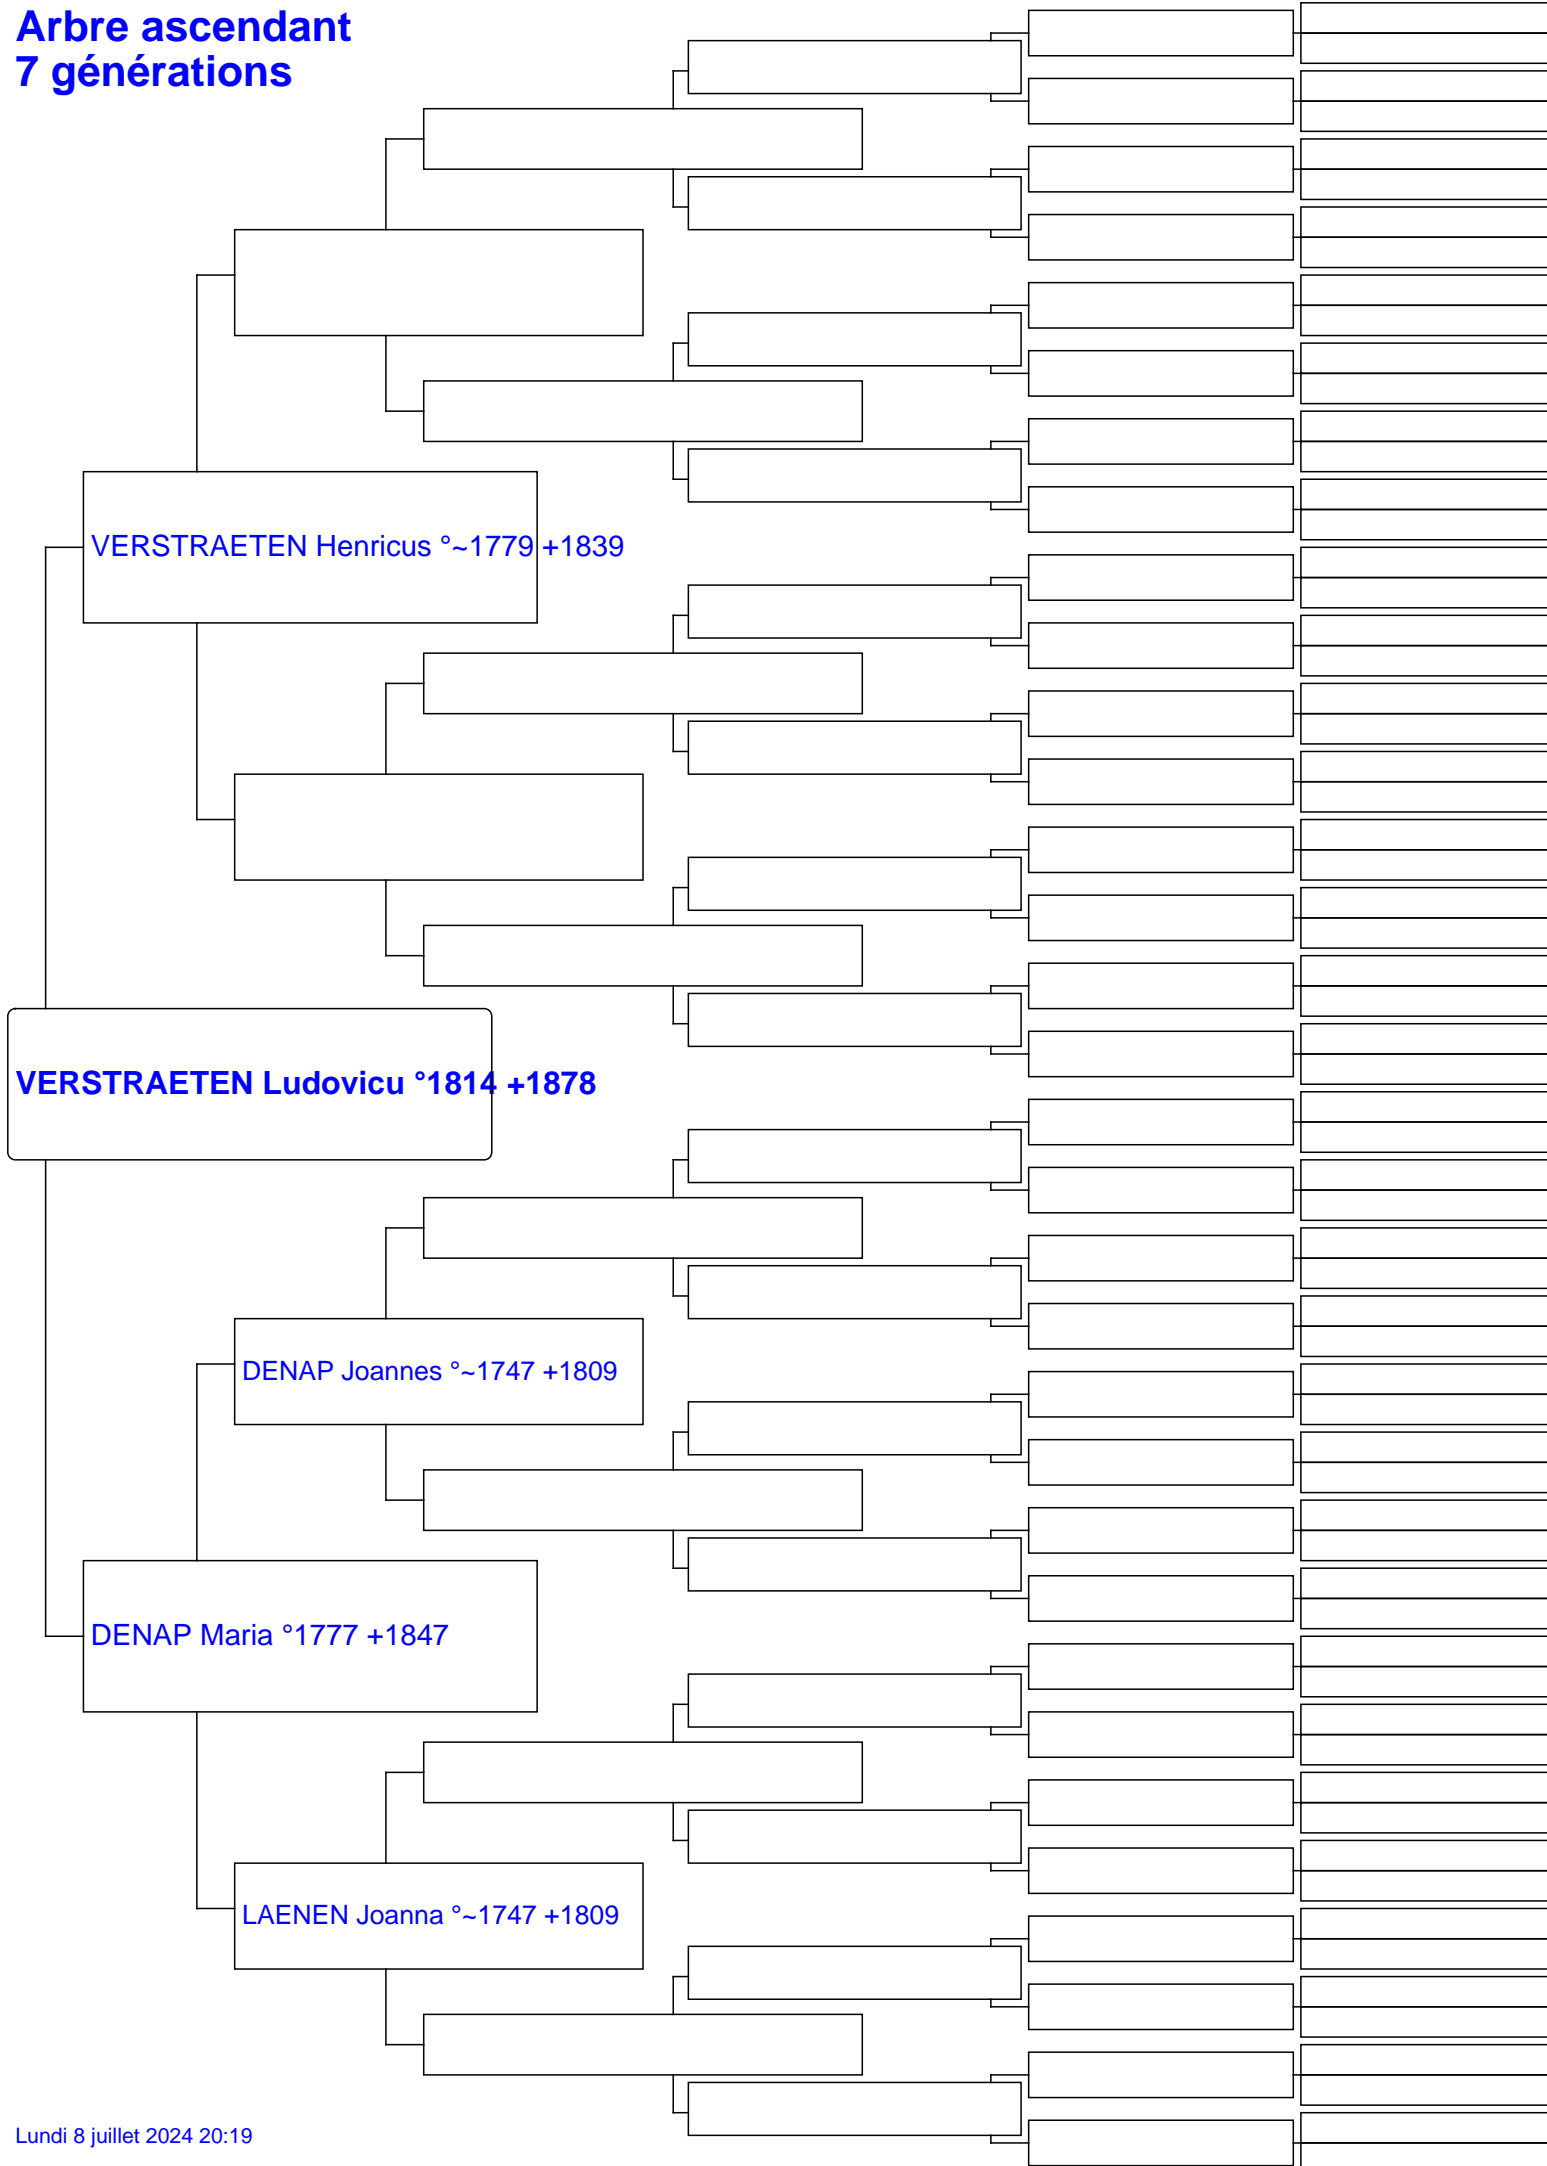 Arbre ascendant
7 générations
VERSTRAETEN Henricus °~1779 +1839
VERSTRAETEN Ludovicu °1814 +1878
DENAP Joannes °~1747 +1809
DENAP Maria °1777 +1847
LAENEN Joanna °~1747 +1809
Lundi 8 juillet 2024 20:19